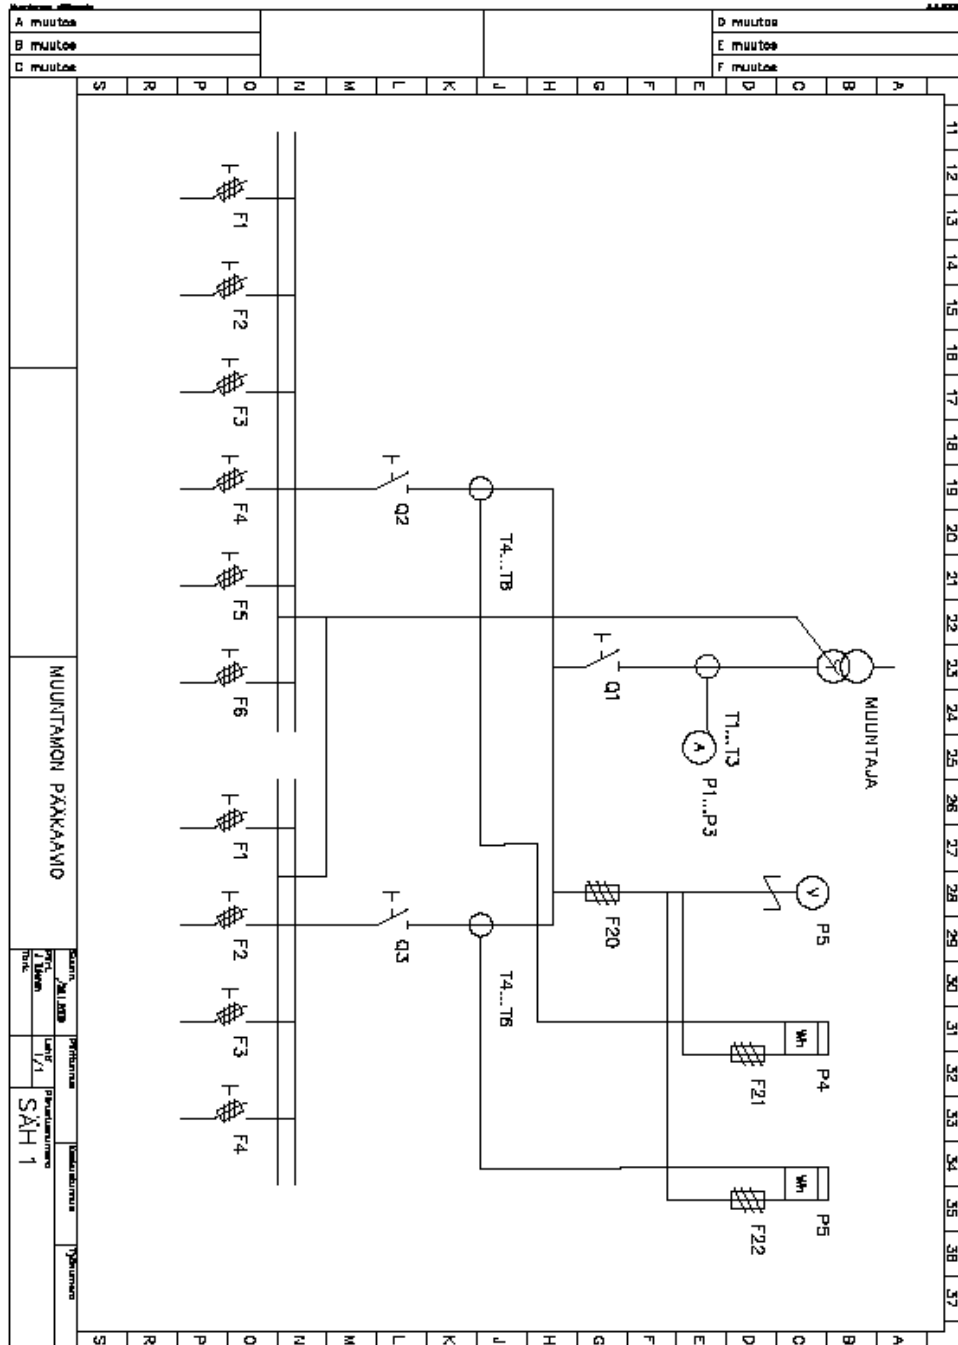 A muutos
B muutos
C muutos
D muutos
E muutos
F muutos
S R P O N M L K J H G F E D C B A
11
12
13
14
15
16
17
18
19
20
21
22
23
24
25
26
27
28
29
30
31
32
33
34
35
36
37
F1
F2
F3
F4
F5
F6
F1
F2
F3
F4
Q2
T4...T6
Q1
T1...T3
A
P1...P3
MUUNTAJA
Q3
T4...T6
F20
V
P5
Wh
P4
F21
Wh
P5
F22
MUUNTAMON PÄÄKAAVIO
1/1
SÄH 1
S R P O N M L K J H G F E D C B A